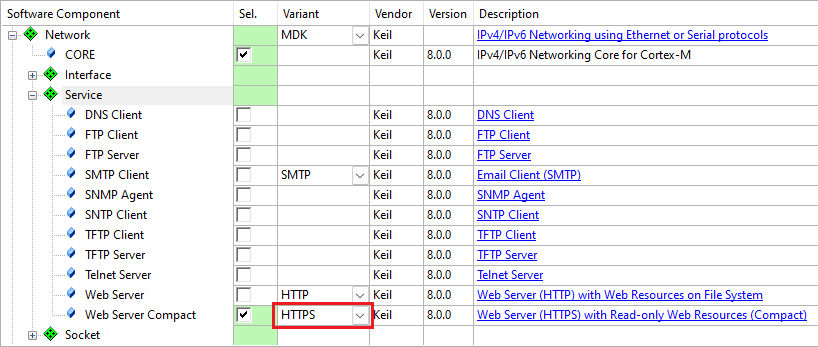 Software Component Sel. Variant Vendor Version Description
Network MDK Keil IPv4/IPv6 Networking using Ethernet or Serial protocols
CORE Keil 8.0.0 IPv4/IPv6 Networking Core for Cortex-M
Interface
Service
DNS Client Keil 8.0.0 DNS Client
FTP Client Keil 8.0.0 FTP Client
FTP Server Keil 8.0.0 FTP Server
SMTP Client SMTP Keil 8.0.0 Email Client (SMTP)
SNMP Agent Keil 8.0.0 SNMP Agent
SNTP Client Keil 8.0.0 SNTP Client
TFTP Client Keil 8.0.0 TFTP Client
TFTP Server Keil 8.0.0 TFTP Server
Telnet Server Keil 8.0.0 Telnet Server
Web Server HTTP Keil 8.0.0 Web Server (HTTP) with Web Resources on File System
Web Server Compact HTTPS Keil 8.0.0 Web Server (HTTPS) with Read-only Web Resources (Compact)
Socket